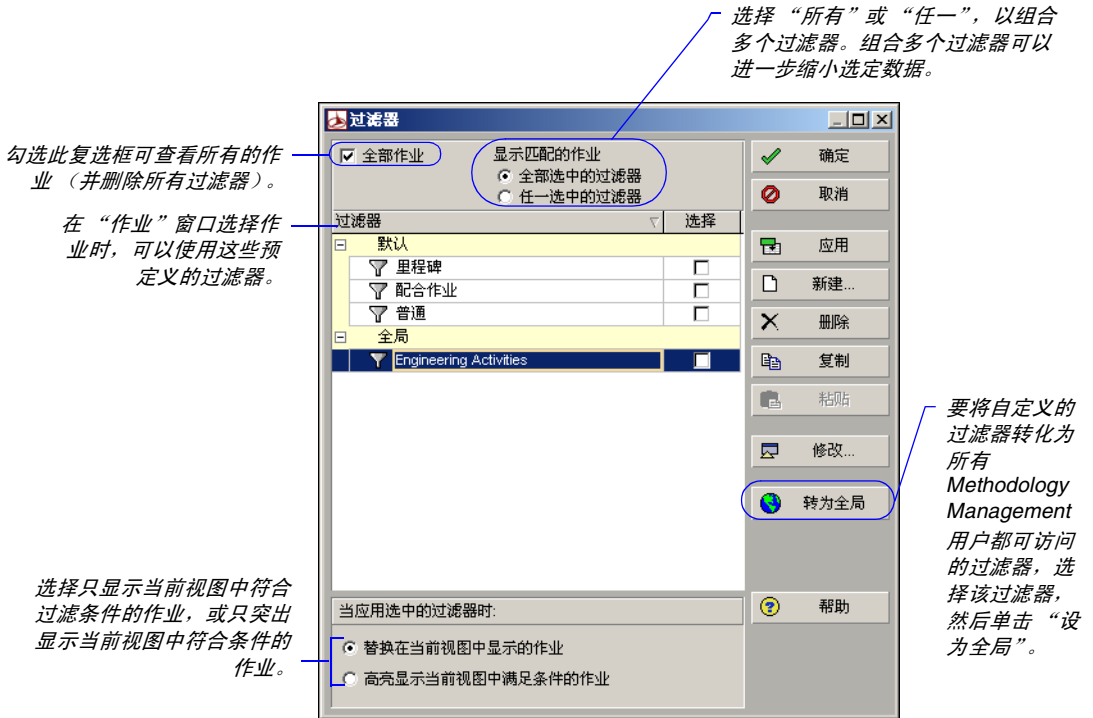 选择 “所有”或 “任一”，以组合
多个过滤器。组合多个过滤器可以
进一步缩小选定数据。
勾选此复选框可查看所有的作
业 （并删除所有过滤器）。
在 “作业”窗口选择作
业时，可以使用这些预
定义的过滤器。
选择只显示当前视图中符合
过滤条件的作业，或只突出
显示当前视图中符合条件的
作业。
过滤器
全部作业
显示匹配的作业
全部选中的过滤器
任一选中的过滤器
过滤器 选择
默认
里程碑
配合作业
普通
全局
Engineering Activities
当应用选中的过滤器时:
替换在当前视图中显示的作业
高亮显示当前视图中满足条件的作业
确定
取消
应用
新建...
删除
复制
粘贴
修改...
转为全局
帮助
要将自定义的
过滤器转化为
所有
Methodology
Management
用户都可访问
的过滤器，选
择该过滤器，
然后单击 “设
为全局”。